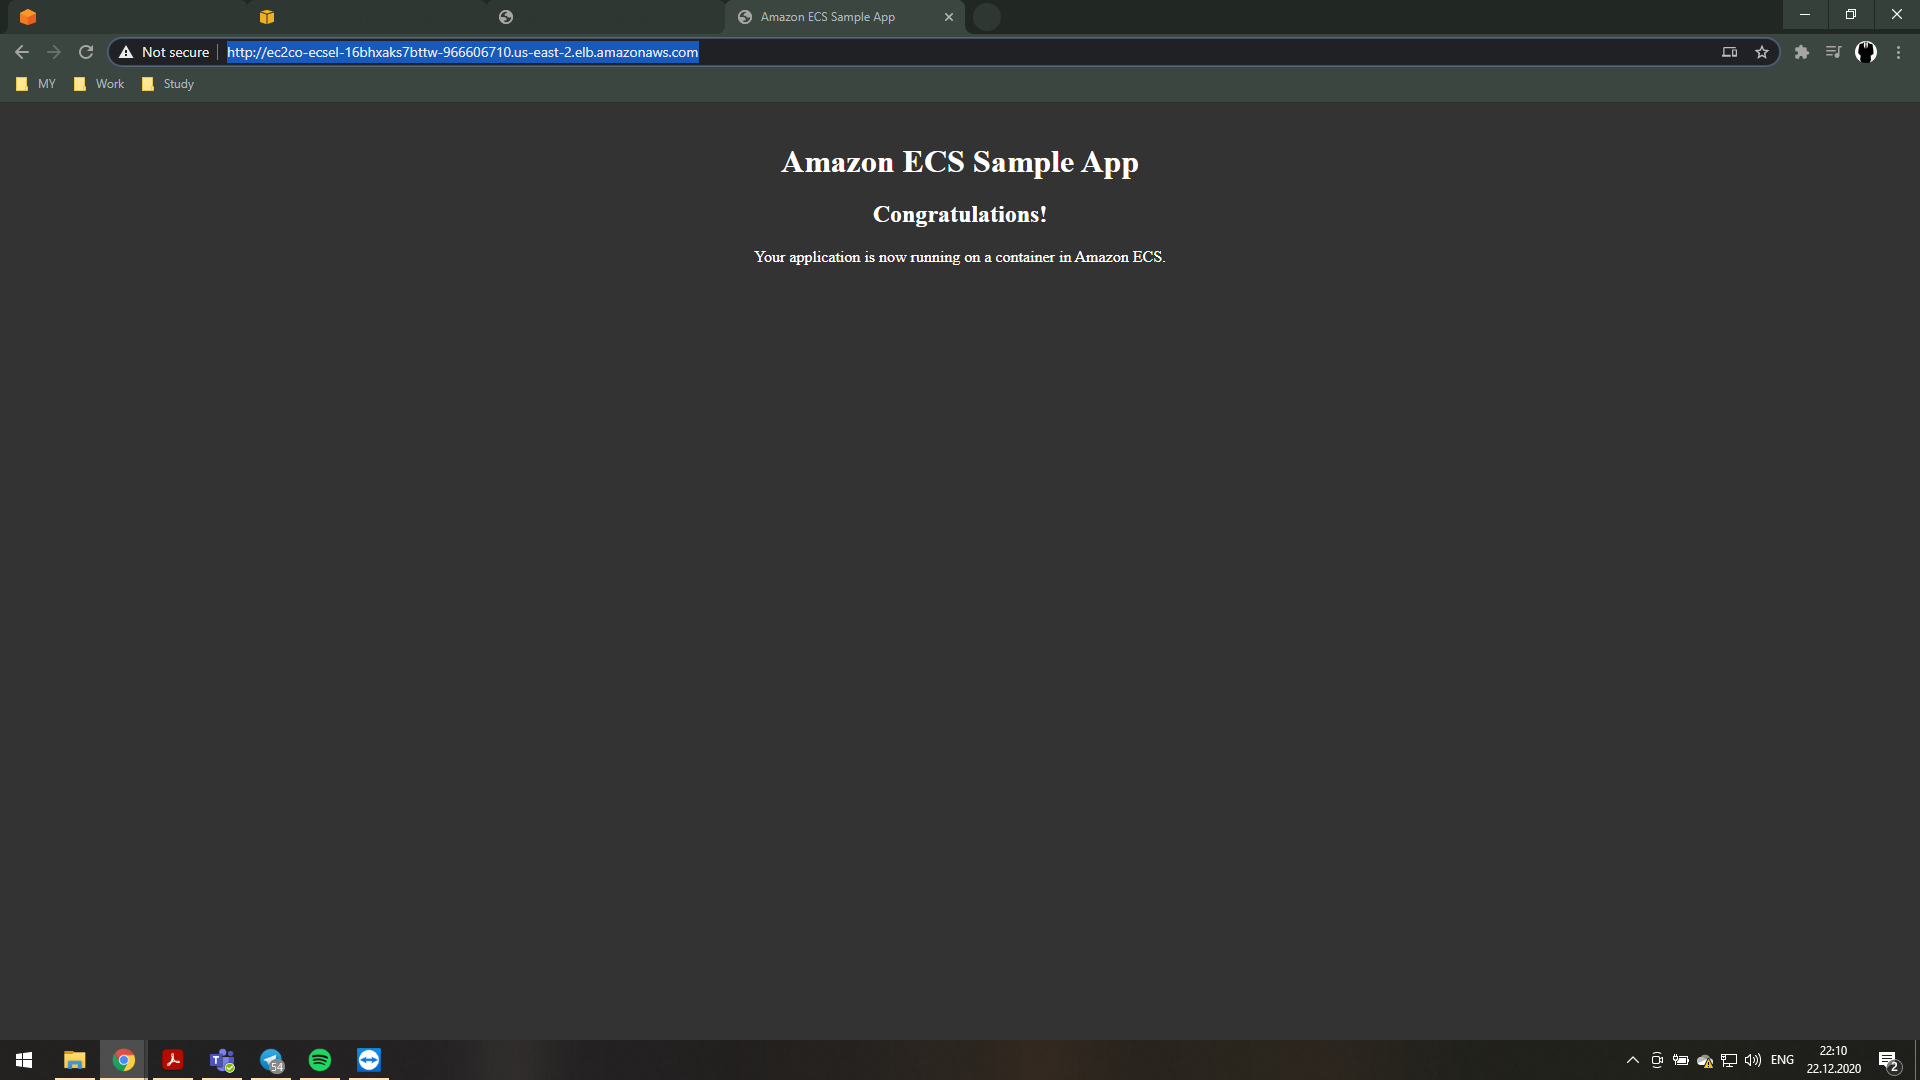 Amazon ECS Sample App
Not secure
http://ec2co-ecsel-16bhxaks7bttw-966606710.us-east-2.elb.amazonaws.com
MY
Work
Study
Amazon ECS Sample App
Congratulations!
Your application is now running on a container in Amazon ECS.
54
ENG
22:10
22.12.2020
2